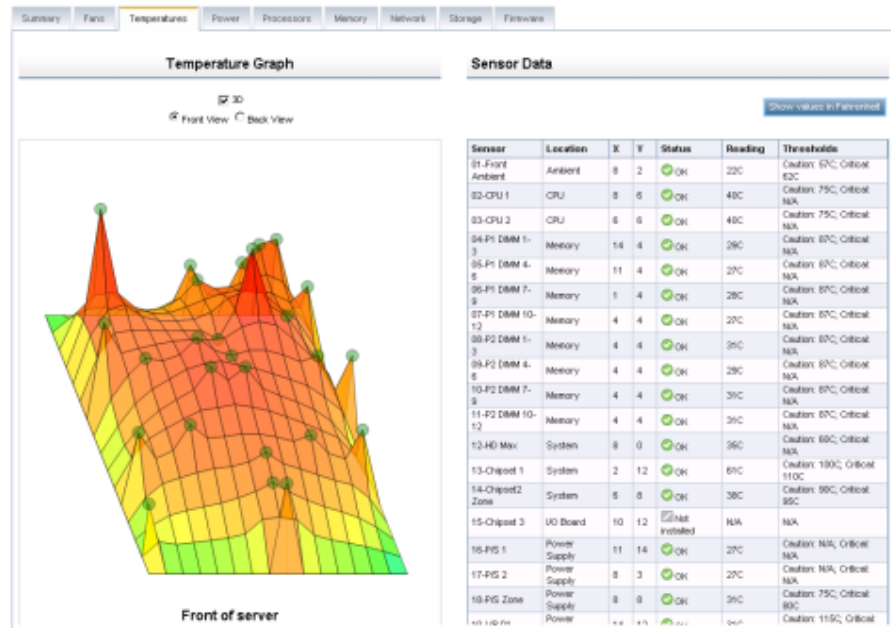 Summary Fans Temperatures Power Processors Memory Network Storage Firmware
Temperature Graph
3D
Front View Back View
Front of server
Sensor Data
Show values in Fahrenheit
Sensor Location X Y Status Reading Thresholds
01-Front Ambient Ambient 8 2 OK 22C Caution: 57C; Critical: 62C
02-CPU 1 CPU 8 6 OK 40C Caution: 75C; Critical: N/A
03-CPU 2 CPU 6 6 OK 40C Caution: 75C; Critical: N/A
04-P1 DIMM 1-3 Memory 14 4 OK 29C Caution: 87C; Critical: N/A
05-P1 DIMM 4-6 Memory 11 4 OK 27C Caution: 87C; Critical: N/A
06-P1 DIMM 7-9 Memory 1 4 OK 28C Caution: 87C; Critical: N/A
07-P1 DIMM 10-12 Memory 4 4 OK 27C Caution: 87C; Critical: N/A
08-P2 DIMM 1-3 Memory 4 4 OK 31C Caution: 87C; Critical: N/A
09-P2 DIMM 4-6 Memory 4 4 OK 29C Caution: 87C; Critical: N/A
10-P2 DIMM 7-9 Memory 4 4 OK 31C Caution: 87C; Critical: N/A
11-P2 DIMM 10-12 Memory 4 4 OK 31C Caution: 87C; Critical: N/A
12-HD Max System 8 0 OK 35C Caution: 60C; Critical: N/A
13-Chipset 1 System 2 12 OK 61C Caution: 100C; Critical: 110C
14-Chipset2 Zone System 6 8 OK 38C Caution: 90C; Critical: 95C
15-Chipset 3 I/O Board 10 12 Not installed N/A N/A
16-P/S 1 Power Supply 11 14 OK 27C Caution: N/A; Critical: N/A
17-P/S 2 Power Supply 8 3 OK 27C Caution: N/A; Critical: N/A
18-P/S Zone Power Supply 8 8 OK 31C Caution: 75C; Critical: 80C
Power Caution: 115C; Critical: